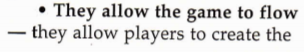 • They allow the game to flow
— they allow players to create the